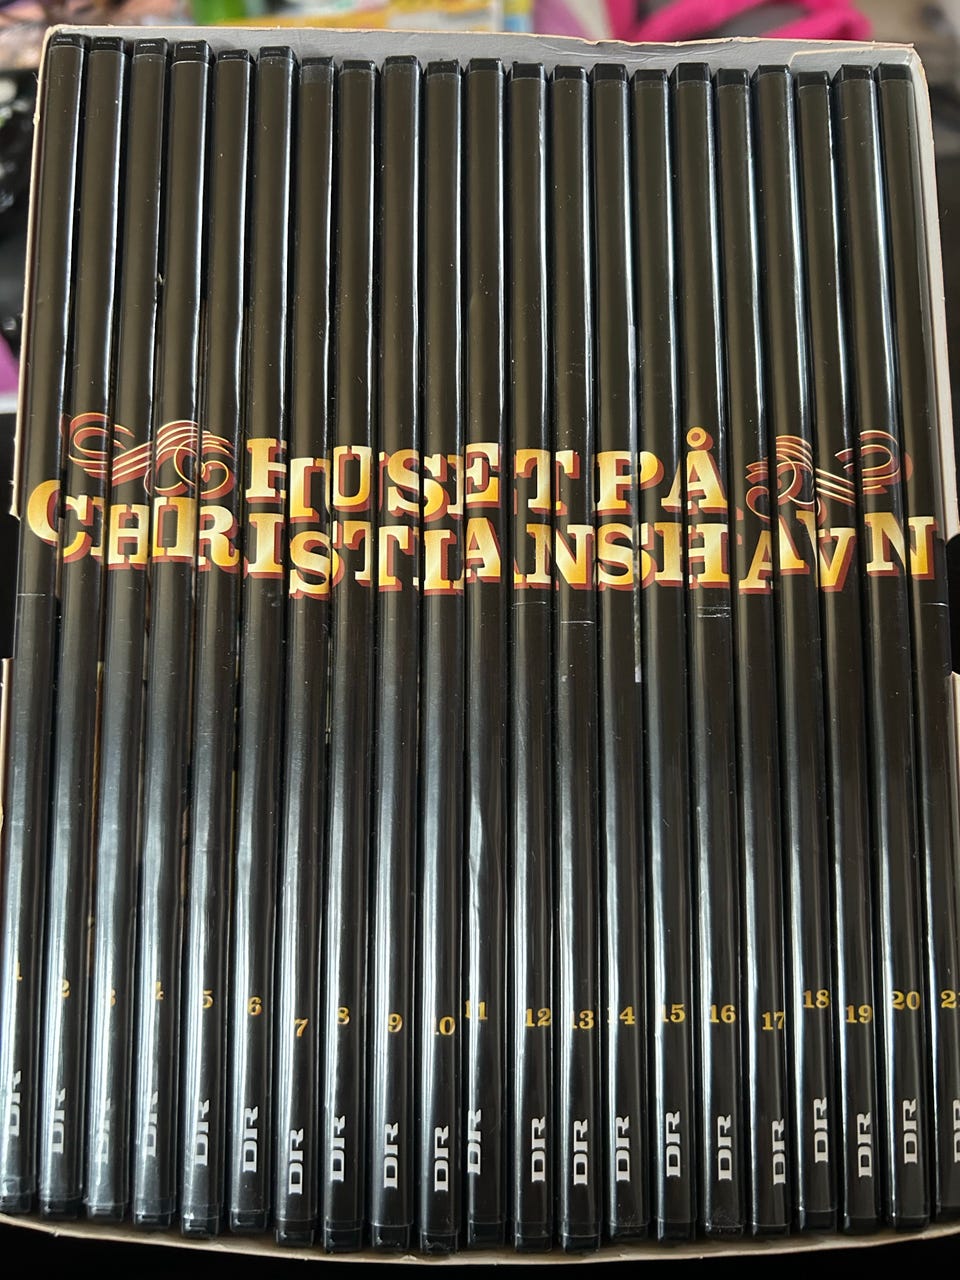 HUSET PÅ
CHRISTIANSHAVN
1 2 3 4 5 6 7 8 9 10 11 12 13 14 15 16 17 18 19 20 21
DR DR DR DR DR DR DR DR DR DR DR DR DR DR DR DR DR DR DR DR DR